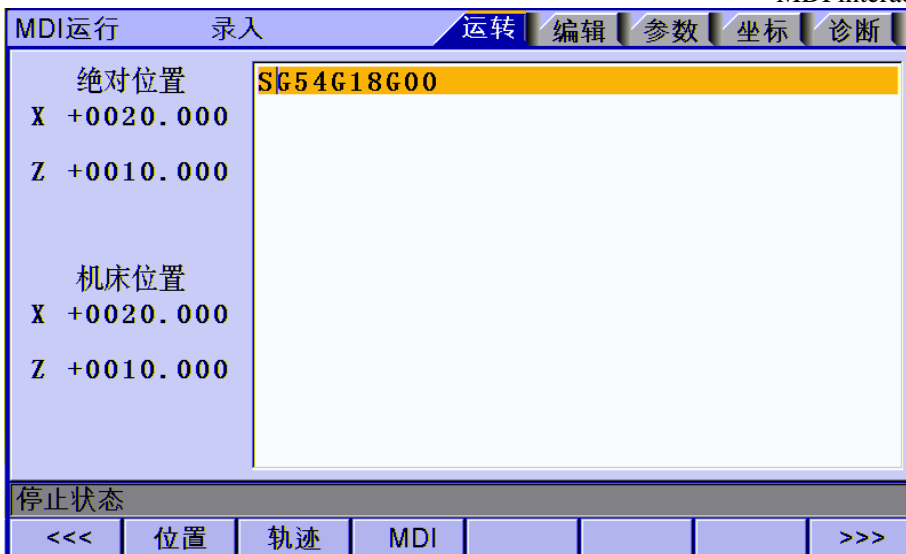 MDI interac
MDI运行 录入 运转 编辑 参数 坐标 诊断
绝对位置
X +0020.000
Z +0010.000
SG54G18G00
机床位置
X +0020.000
Z +0010.000
停止状态
<<< 位置 轨迹 MDI >>>